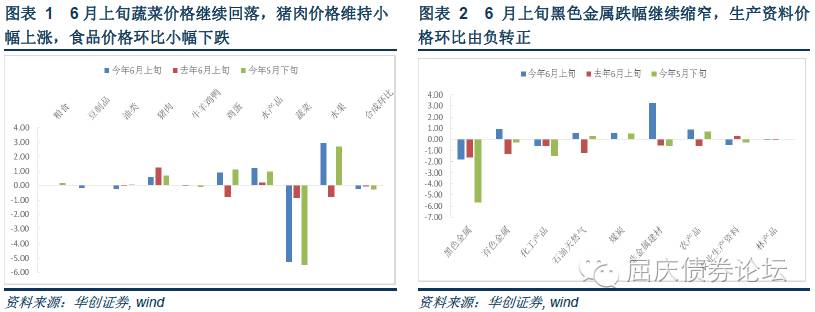 图表 1 6 月上旬蔬菜价格继续回落，猪肉价格维持小
幅上涨，食品价格环比小幅下跌
今年6月上旬 去年6月上旬 今年5月下旬
粮食 豆制品 油类 猪肉 牛羊鸡鸭 鸡蛋 水产品 蔬菜 水果 合成环比
4.00
3.00
2.00
1.00
0.00
-1.00
-2.00
-3.00
-4.00
-5.00
-6.00
资料来源：华创证券, wind
图表 2 6 月上旬黑色金属跌幅继续缩窄，生产资料价
格环比由负转正
今年6月上旬 去年6月上旬 今年5月下旬
4.00
3.00
2.00
1.00
0.00
-1.00
-2.00
-3.00
-4.00
-5.00
-6.00
-7.00
黑色金属 有色金属 化工产品 石油天然气 煤炭 非金属建材 农产品 农业生产资料 林产品
屈庆债券论坛
资料来源：华创证券, wind